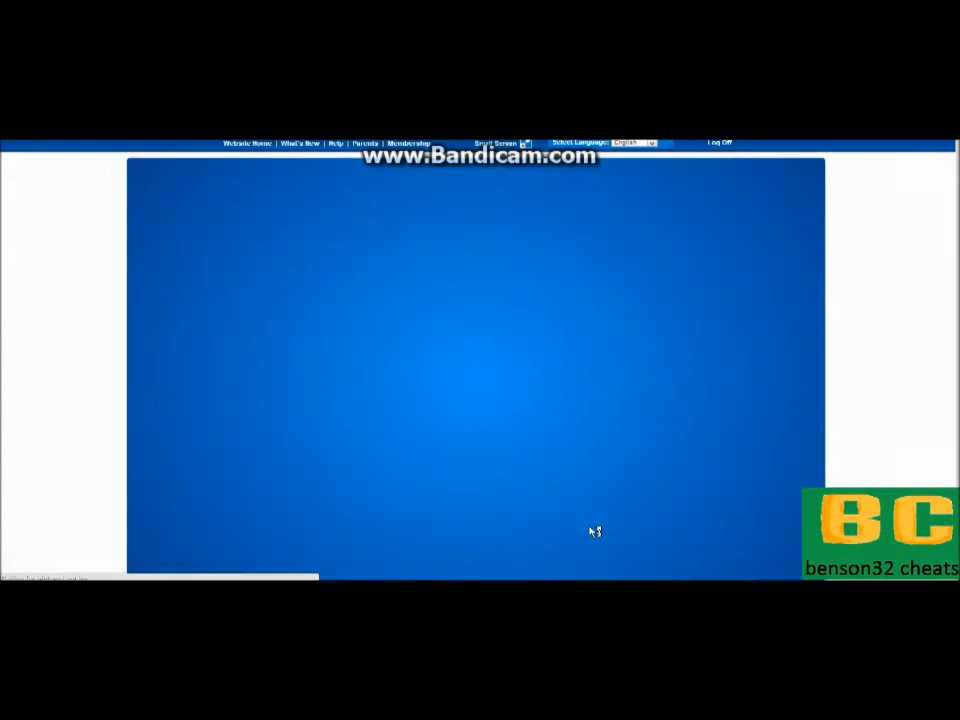 Website Home | What's New | Help | Parents | Membership
Small Screen
Select Language: English
Log Off
www.Bandicam.com
BC
benson32 cheats